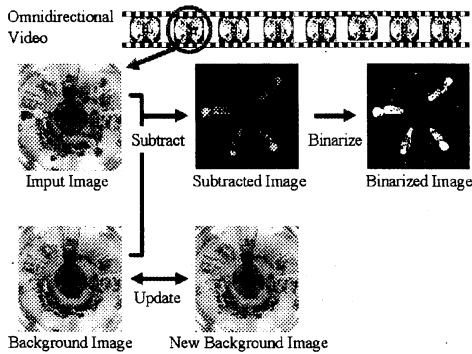 Omnidirectional
Video
Subtract
Binarize
Imput Image
Subtracted Image
Binarized Image
Update
Background Image
New Background Image